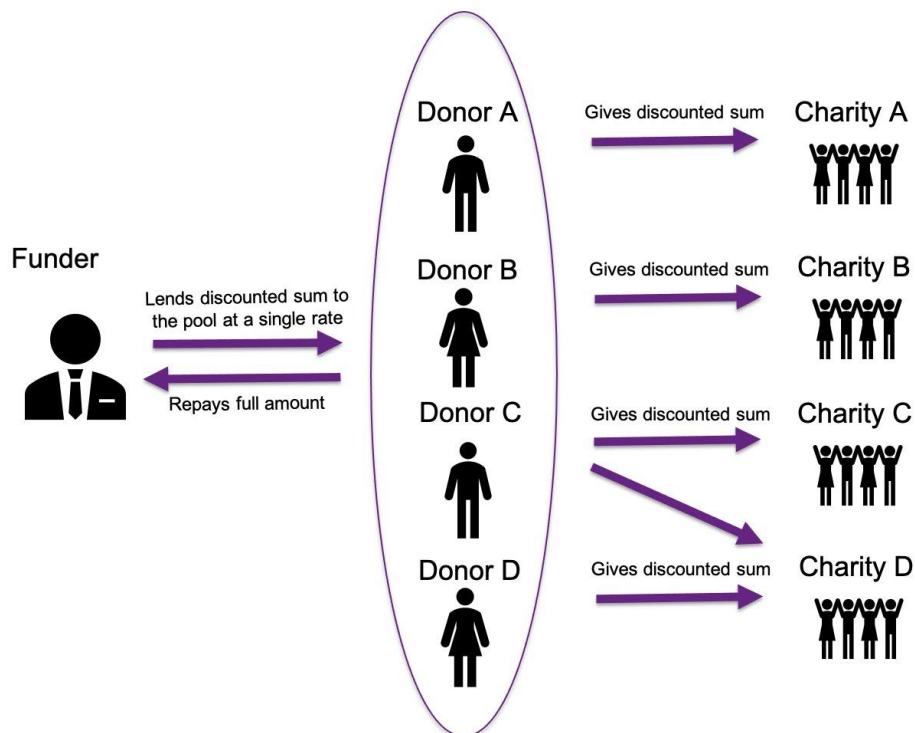 Funder
Lends discounted sum to
the pool at a single rate
Repays full amount
Donor A
Gives discounted sum
Charity A
Donor B
Gives discounted sum
Charity B
Donor C
Gives discounted sum
Charity C
Donor D
Gives discounted sum
Charity D